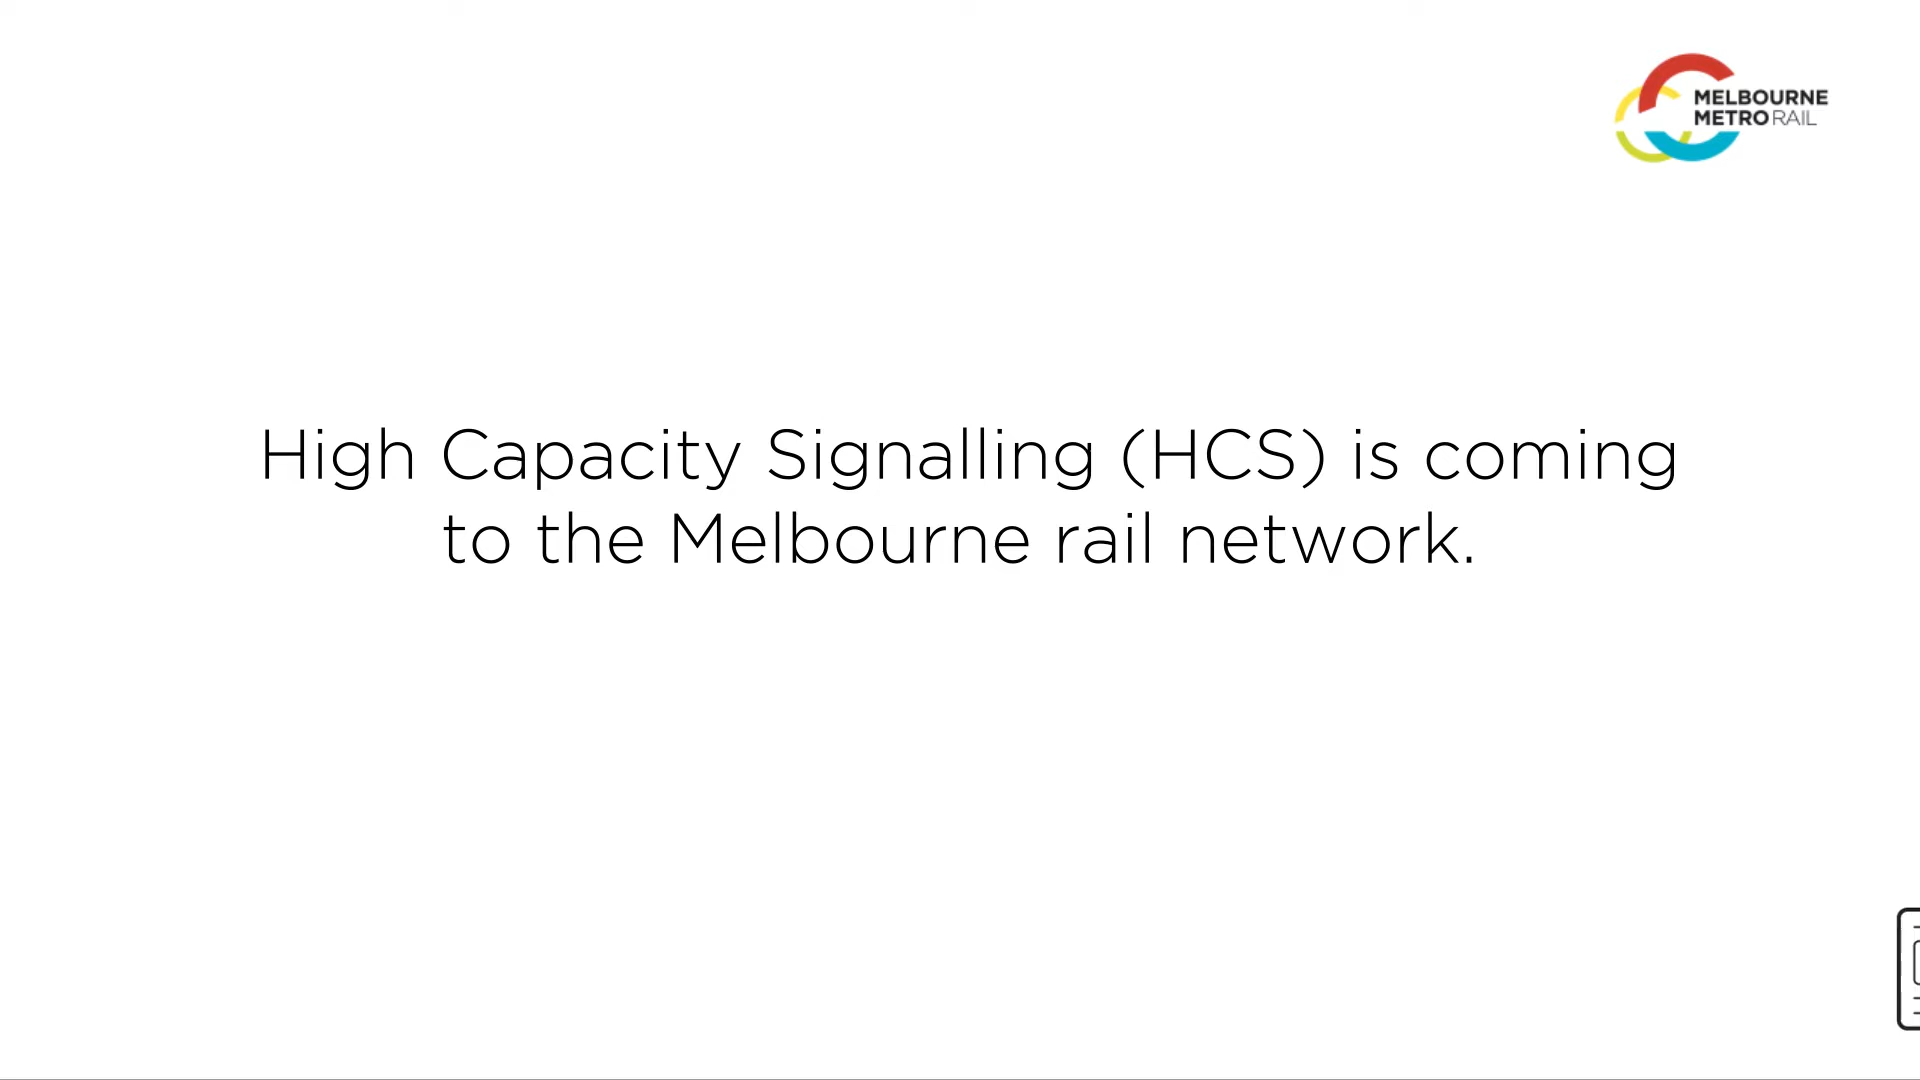 MELBOURNE
METRO RAIL
High Capacity Signalling (HCS) is coming
to the Melbourne rail network.